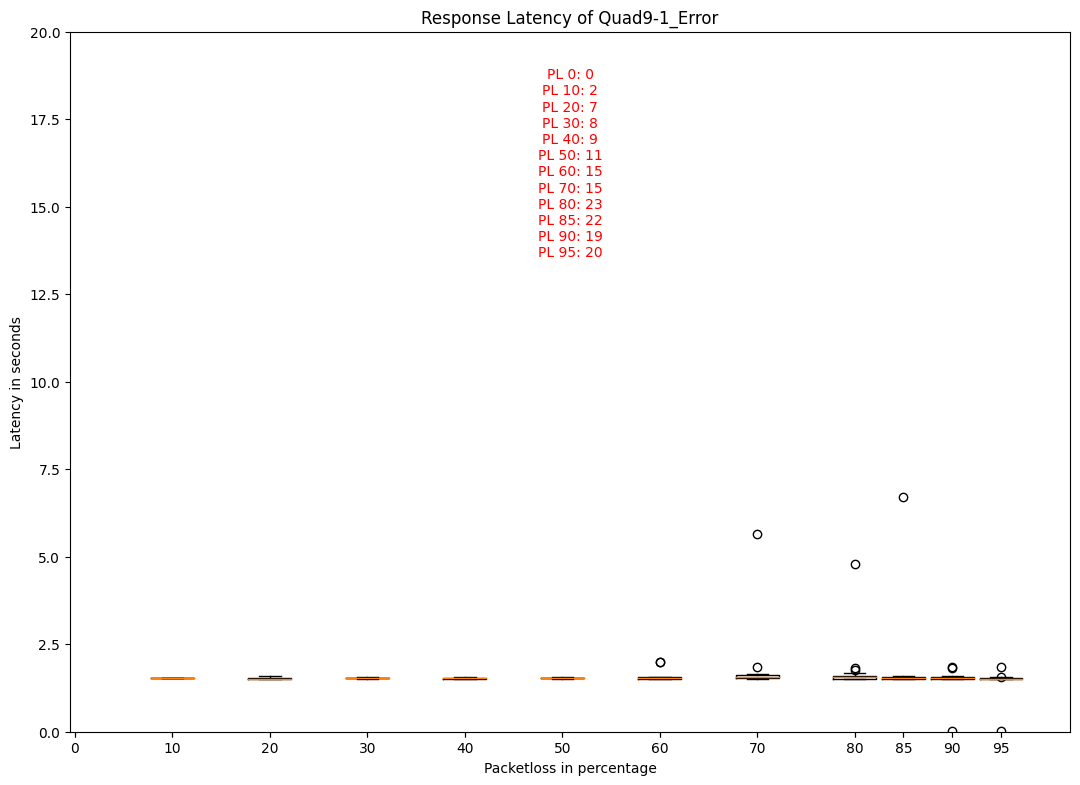 Response Latency of Quad9-1_Error
20.0
17.5
15.0
12.5
10.0
7.5
5.0
2.5
0.0
Latency in seconds
PL 0: 0
PL 10: 2
PL 20: 7
PL 30: 8
PL 40: 9
PL 50: 11
PL 60: 15
PL 70: 15
PL 80: 23
PL 85: 22
PL 90: 19
PL 95: 20
0 10 20 30 40 50 60 70 80 85 90 95
Packetloss in percentage